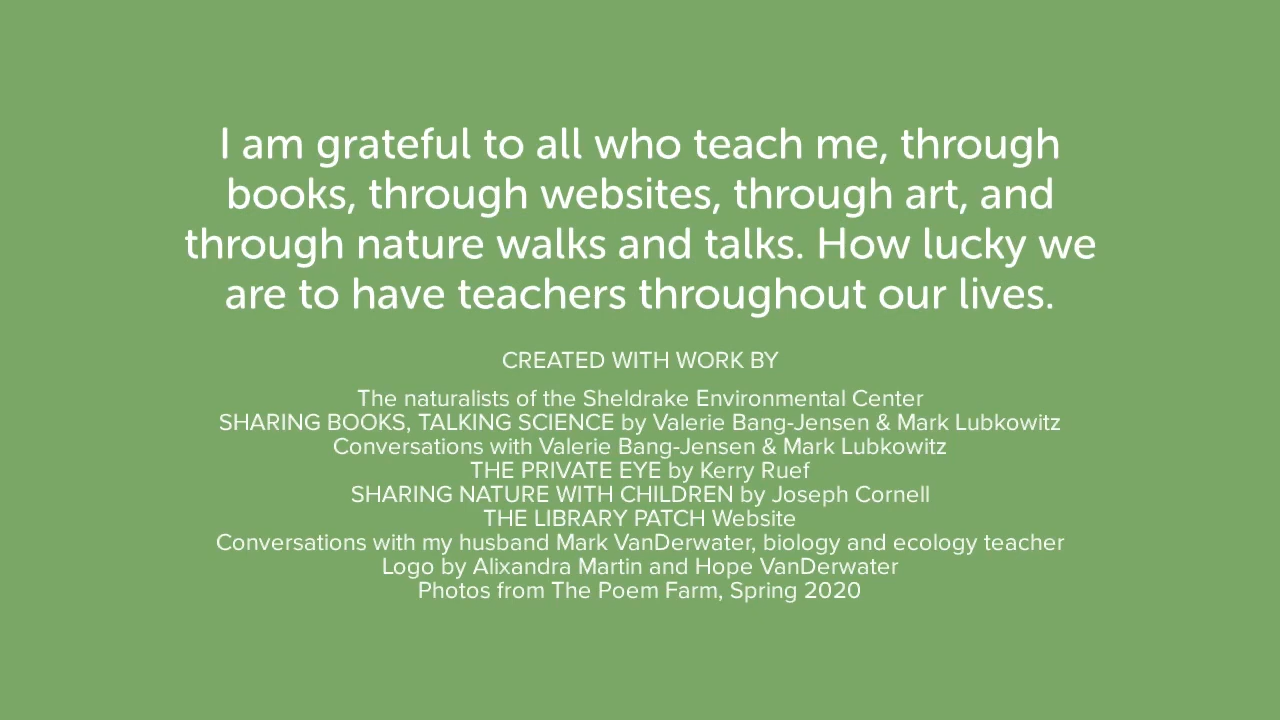 I am grateful to all who teach me, through
books, through websites, through art, and
through nature walks and talks. How lucky we
are to have teachers throughout our lives.
CREATED WITH WORK BY
The naturalists of the Sheldrake Environmental Center
SHARING BOOKS, TALKING SCIENCE by Valerie Bang-Jensen & Mark Lubkowitz
Conversations with Valerie Bang-Jensen & Mark Lubkowitz
THE PRIVATE EYE by Kerry Ruef
SHARING NATURE WITH CHILDREN by Joseph Cornell
THE LIBRARY PATCH Website
Conversations with my husband Mark VanDerwater, biology and ecology teacher
Logo by Alixandra Martin and Hope VanDerwater
Photos from The Poem Farm, Spring 2020